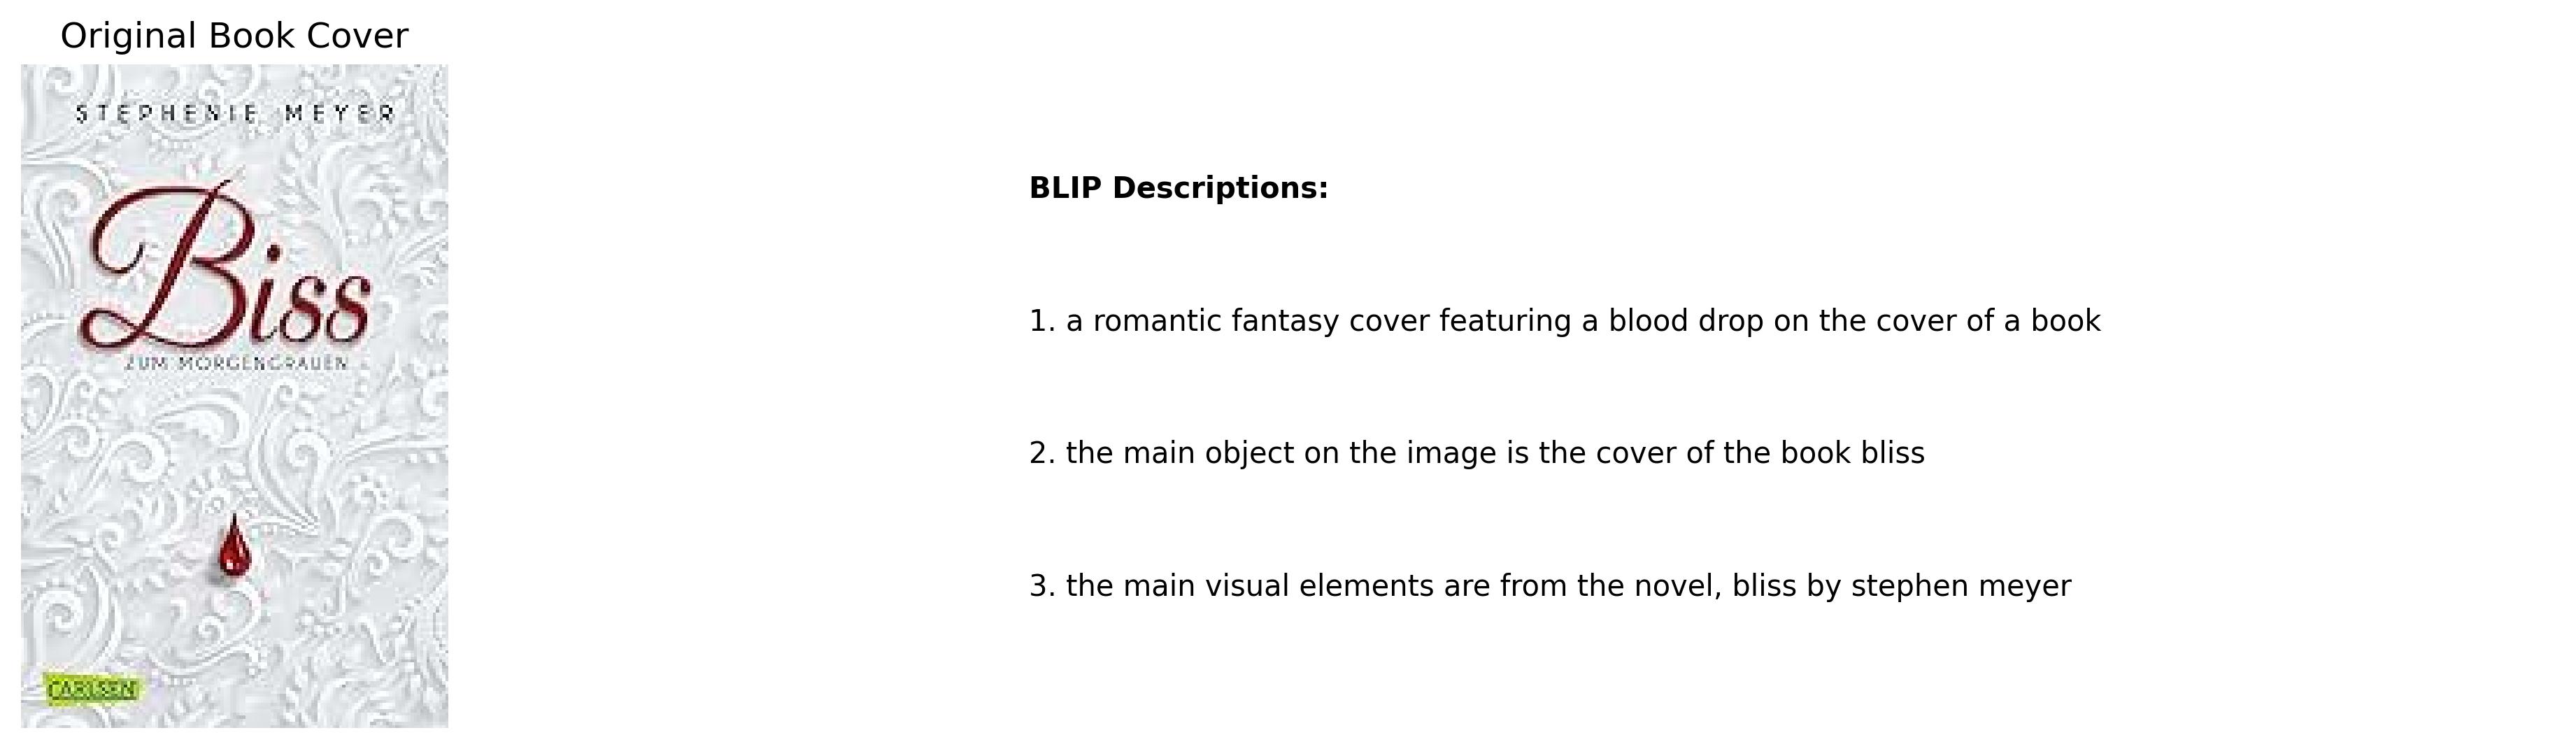 Original Book Cover
STEPHENIE MEYER
Biss
ZUM MORGENGRAUEN
CARLSEN
BLIP Descriptions:
1. a romantic fantasy cover featuring a blood drop on the cover of a book
2. the main object on the image is the cover of the book bliss
3. the main visual elements are from the novel, bliss by stephen meyer